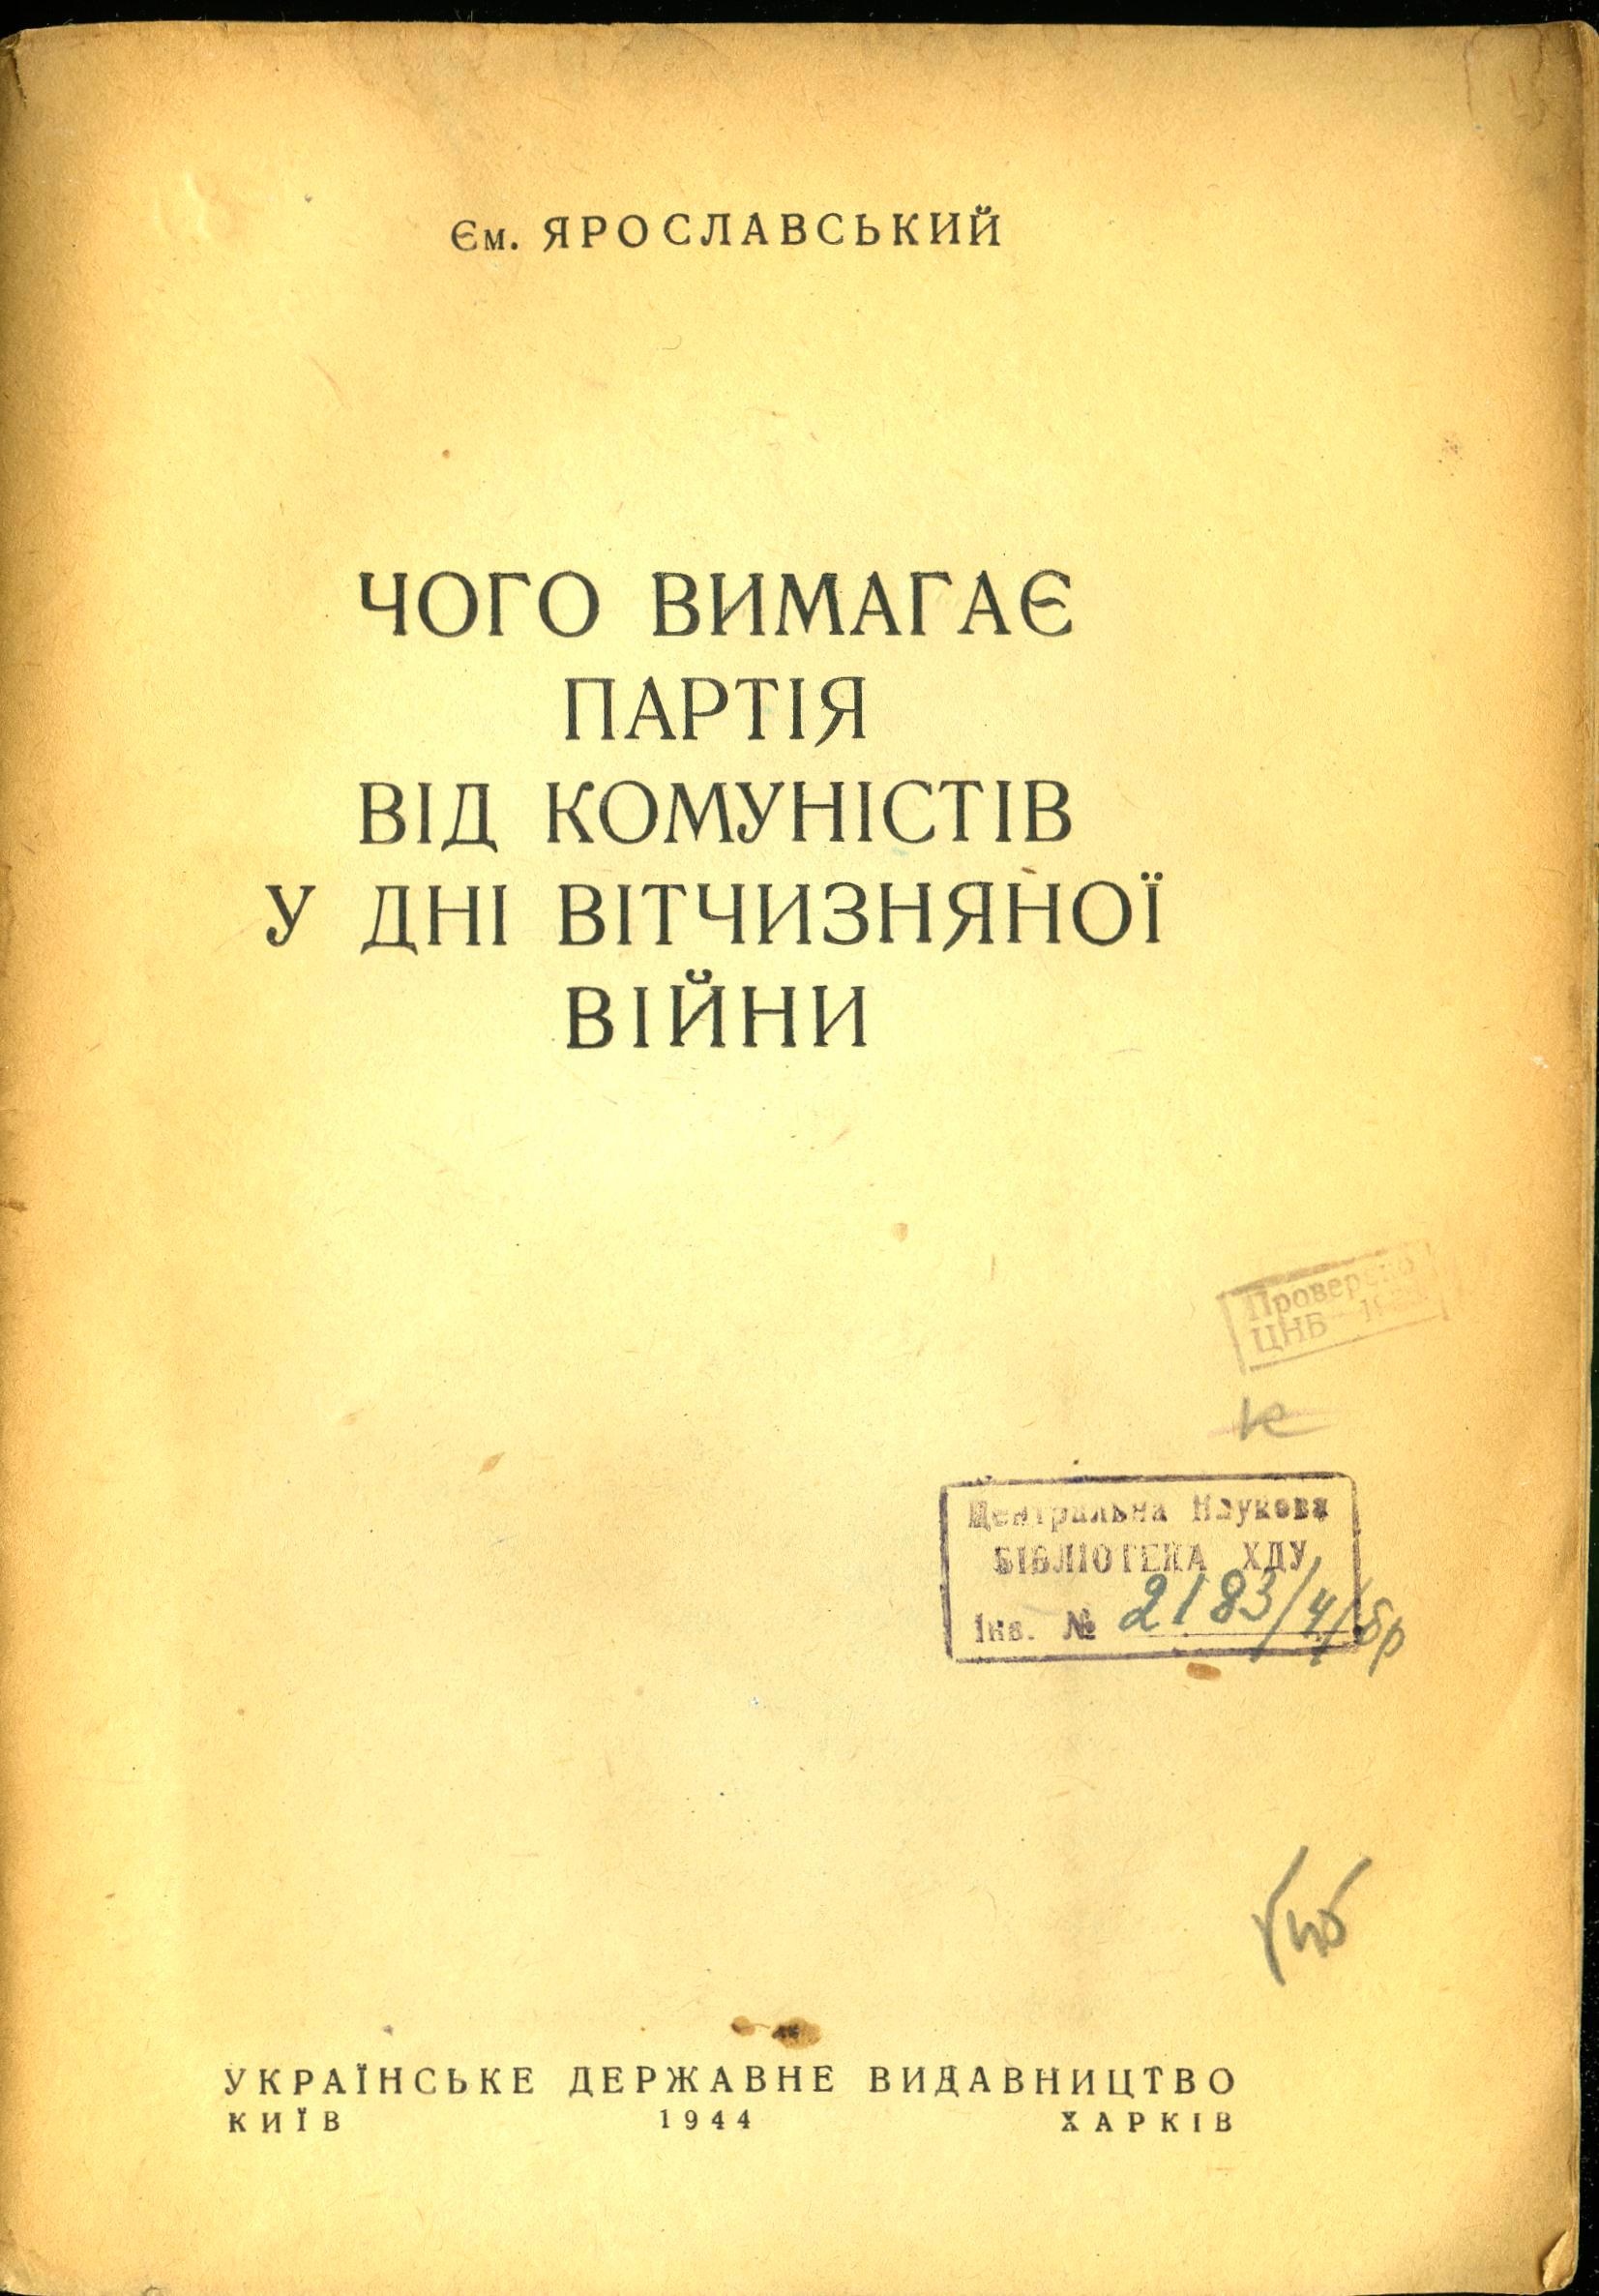 Єм. ЯРОСЛАВСЬКИЙ
ЧОГО ВИМАГАЄ
ПАРТІЯ
ВІД КОМУНІСТІВ
У ДНІ ВІТЧИЗНЯНОЇ
ВІЙНИ
Проверено
ЦНБ
Центральна Наукова
БІБЛІОТЕКА ХДУ
Інв. № 2183/4/бр
УКРАЇНСЬКЕ ДЕРЖАВНЕ ВИДАВНИЦТВО
КИЇВ 1944 ХАРКІВ